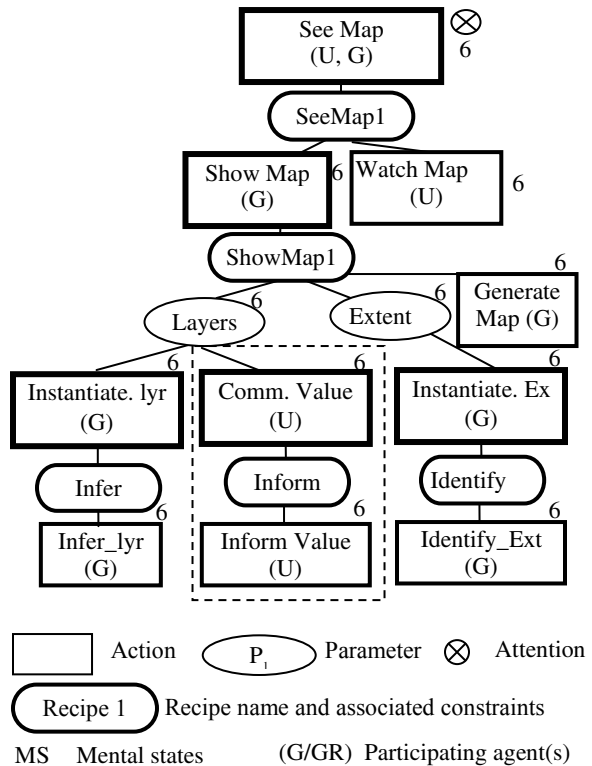 See Map
(U, G)
6
SeeMap1
Show Map
(G)
6
Watch Map
(U)
6
ShowMap1
6
Layers
6
Extent
6
Generate
Map (G)
6
Instantiate. lyr
(G)
6
Comm. Value
(U)
6
Instantiate. Ex
(G)
Infer
Inform
Identify
6
Infer_lyr
(G)
6
Inform Value
(U)
6
Identify_Ext
(G)
Action
P1
Parameter
Attention
Recipe 1
Recipe name and associated constraints
MS Mental states (G/GR) Participating agent(s)